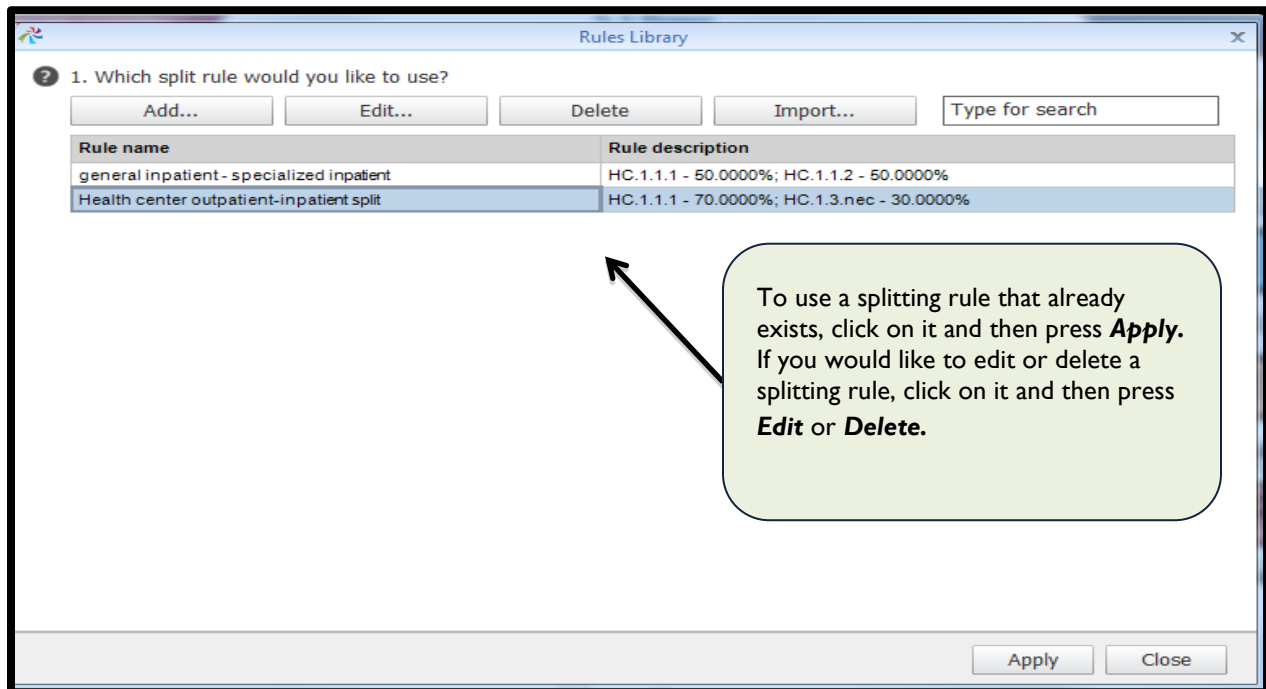 Rules Library
1. Which split rule would you like to use?
Add... Edit... Delete Import... Type for search
Rule name Rule description
general inpatient - specialized inpatient HC.1.1.1 - 50.0000%; HC.1.1.2 - 50.0000%
Health center outpatient-inpatient split HC.1.1.1 - 70.0000%; HC.1.3.nec - 30.0000%
To use a splitting rule that already
exists, click on it and then press Apply.
If you would like to edit or delete a
splitting rule, click on it and then press
Edit or Delete.
Apply Close